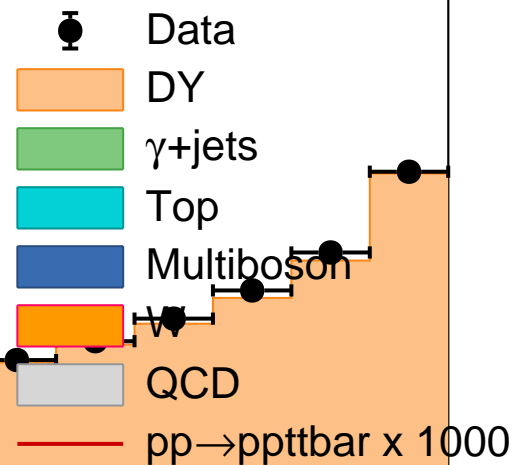 Data
DY
γ+jets
Top
Multiboson
W
QCD
pp→ppttbar x 1000